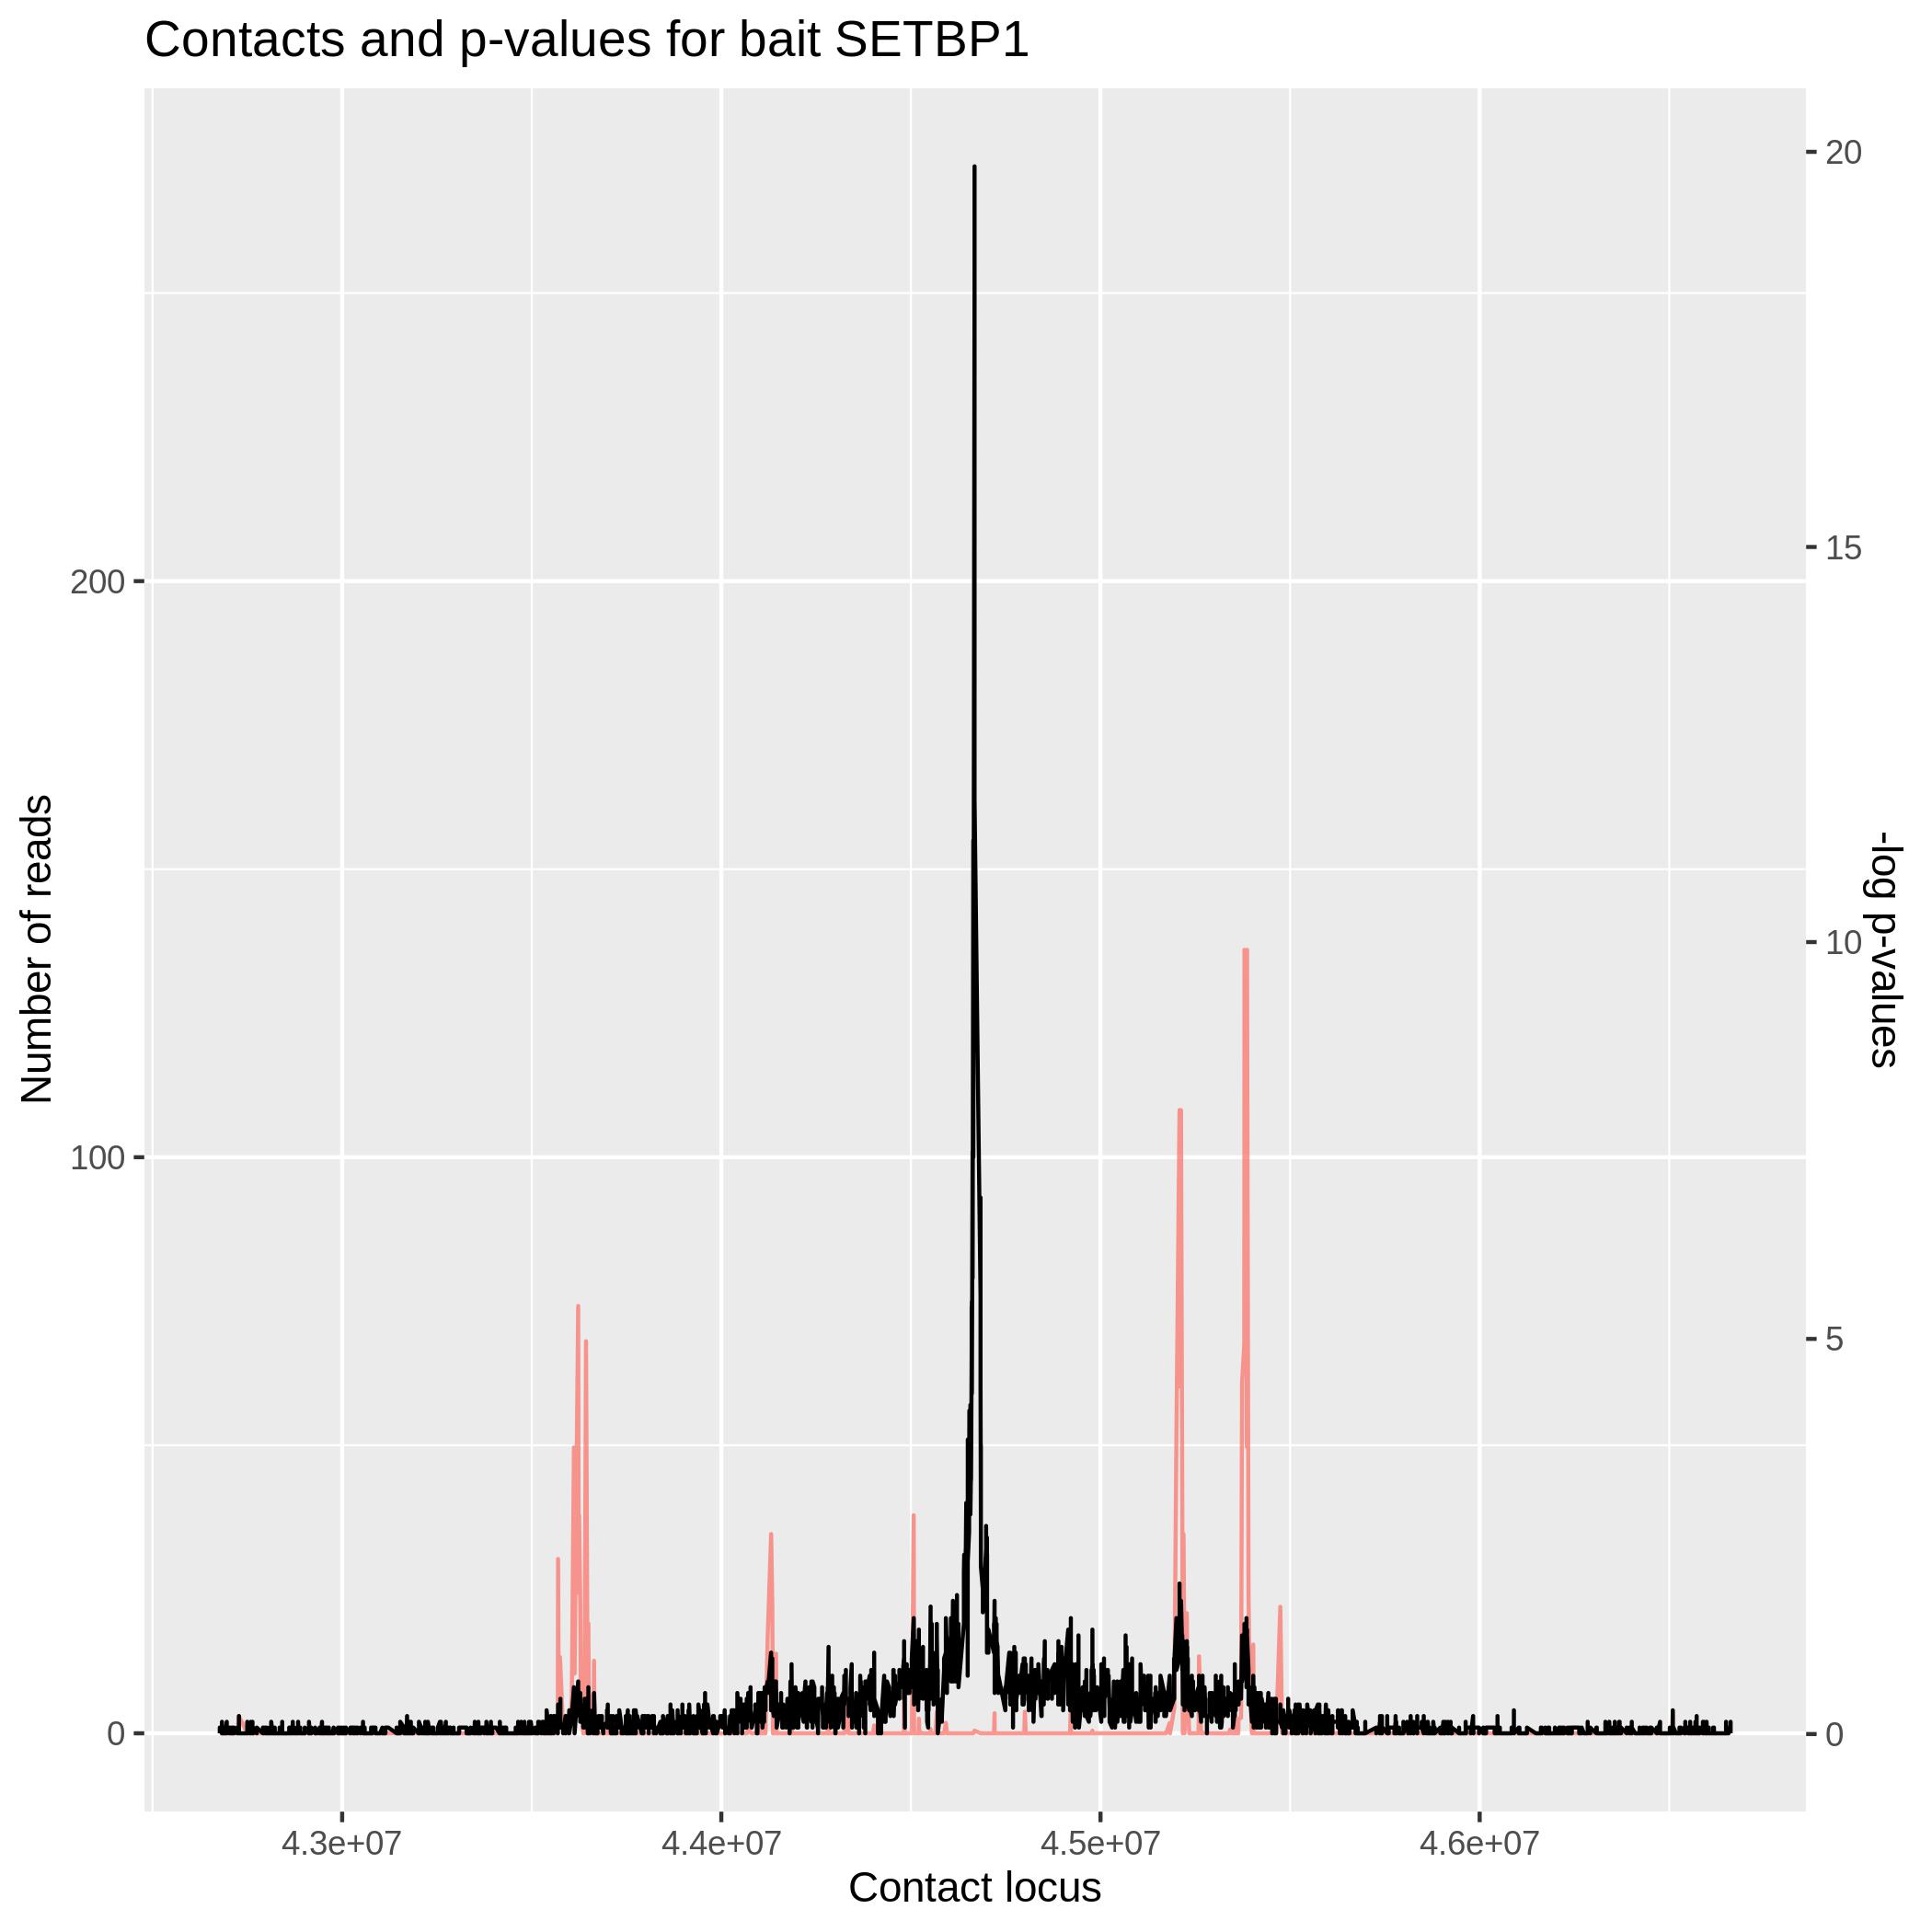 Contacts and p-values for bait SETBP1
Number of reads
200
100
0
20
15
10
5
0
-log p-values
4.3e+07
4.4e+07
4.5e+07
4.6e+07
Contact locus